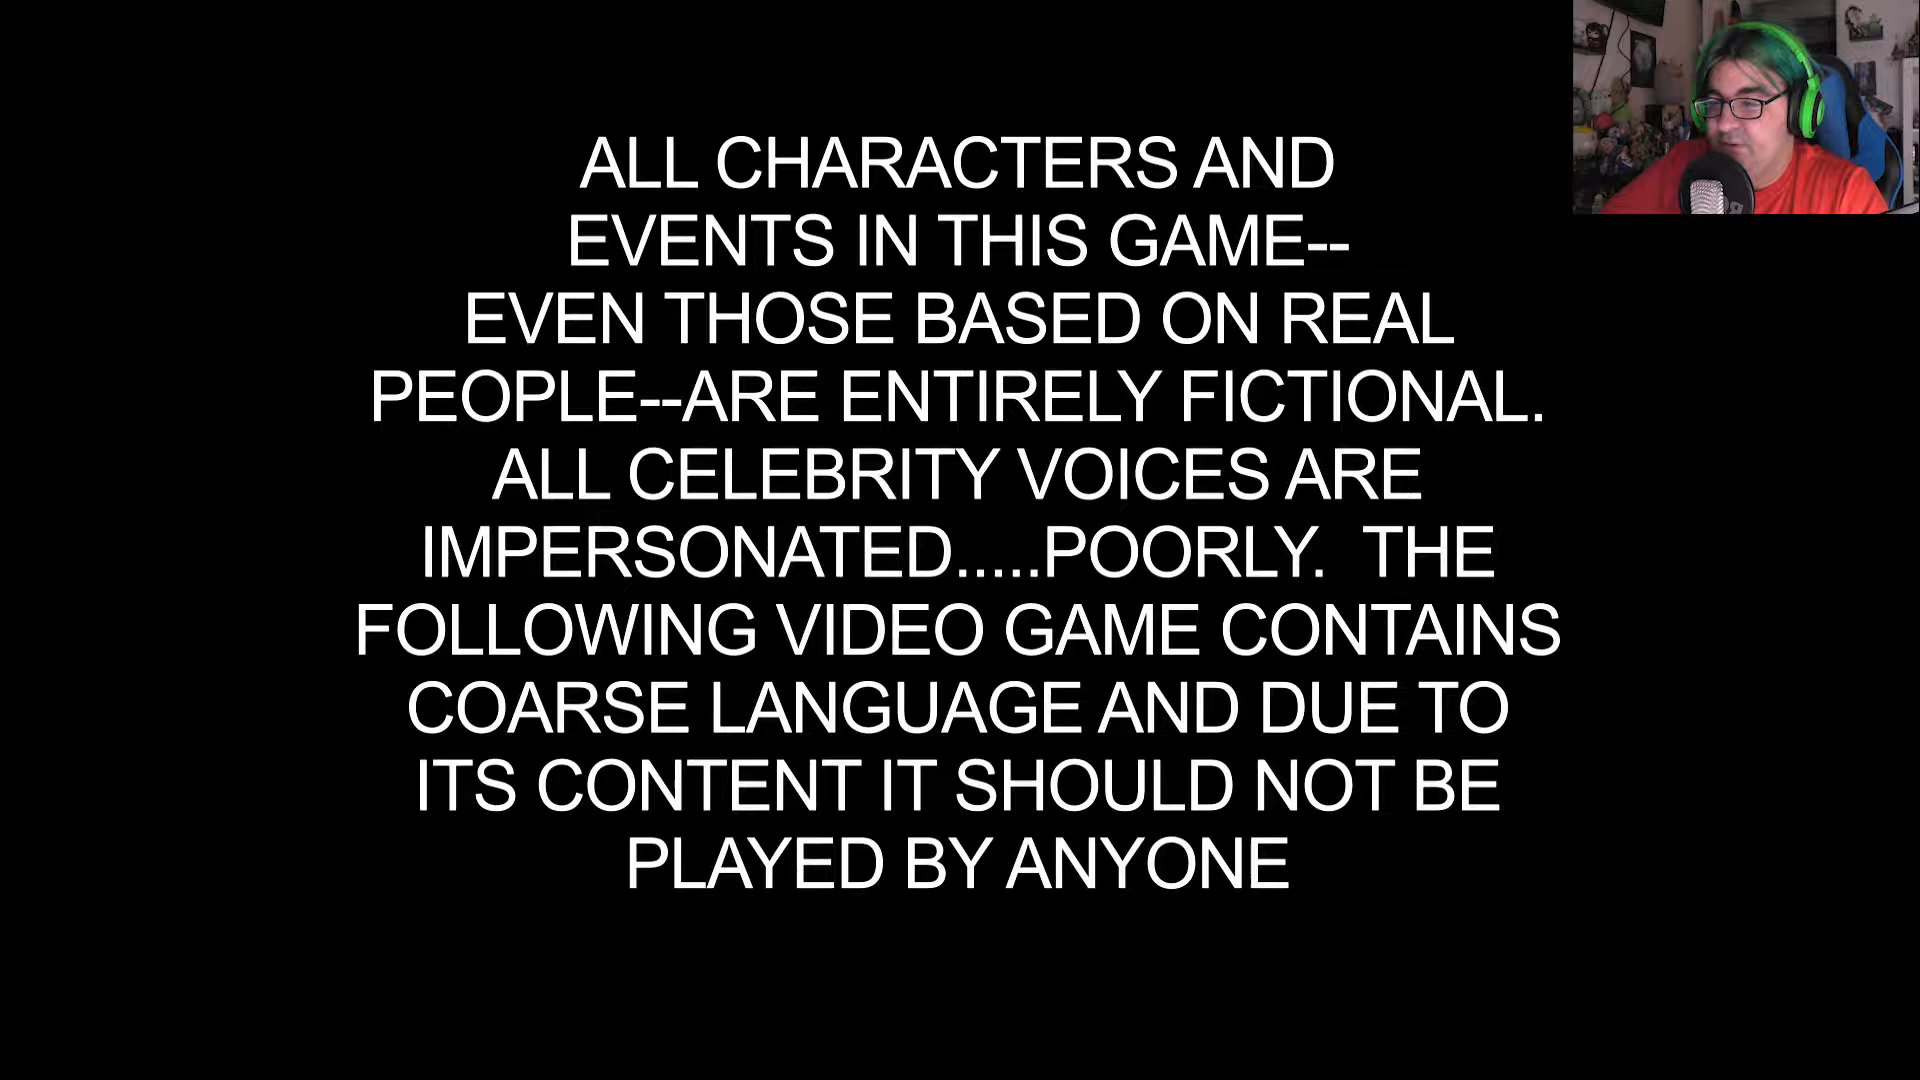 ALL CHARACTERS AND
EVENTS IN THIS GAME--
EVEN THOSE BASED ON REAL
PEOPLE--ARE ENTIRELY FICTIONAL.
ALL CELEBRITY VOICES ARE
IMPERSONATED.....POORLY. THE
FOLLOWING VIDEO GAME CONTAINS
COARSE LANGUAGE AND DUE TO
ITS CONTENT IT SHOULD NOT BE
PLAYED BY ANYONE